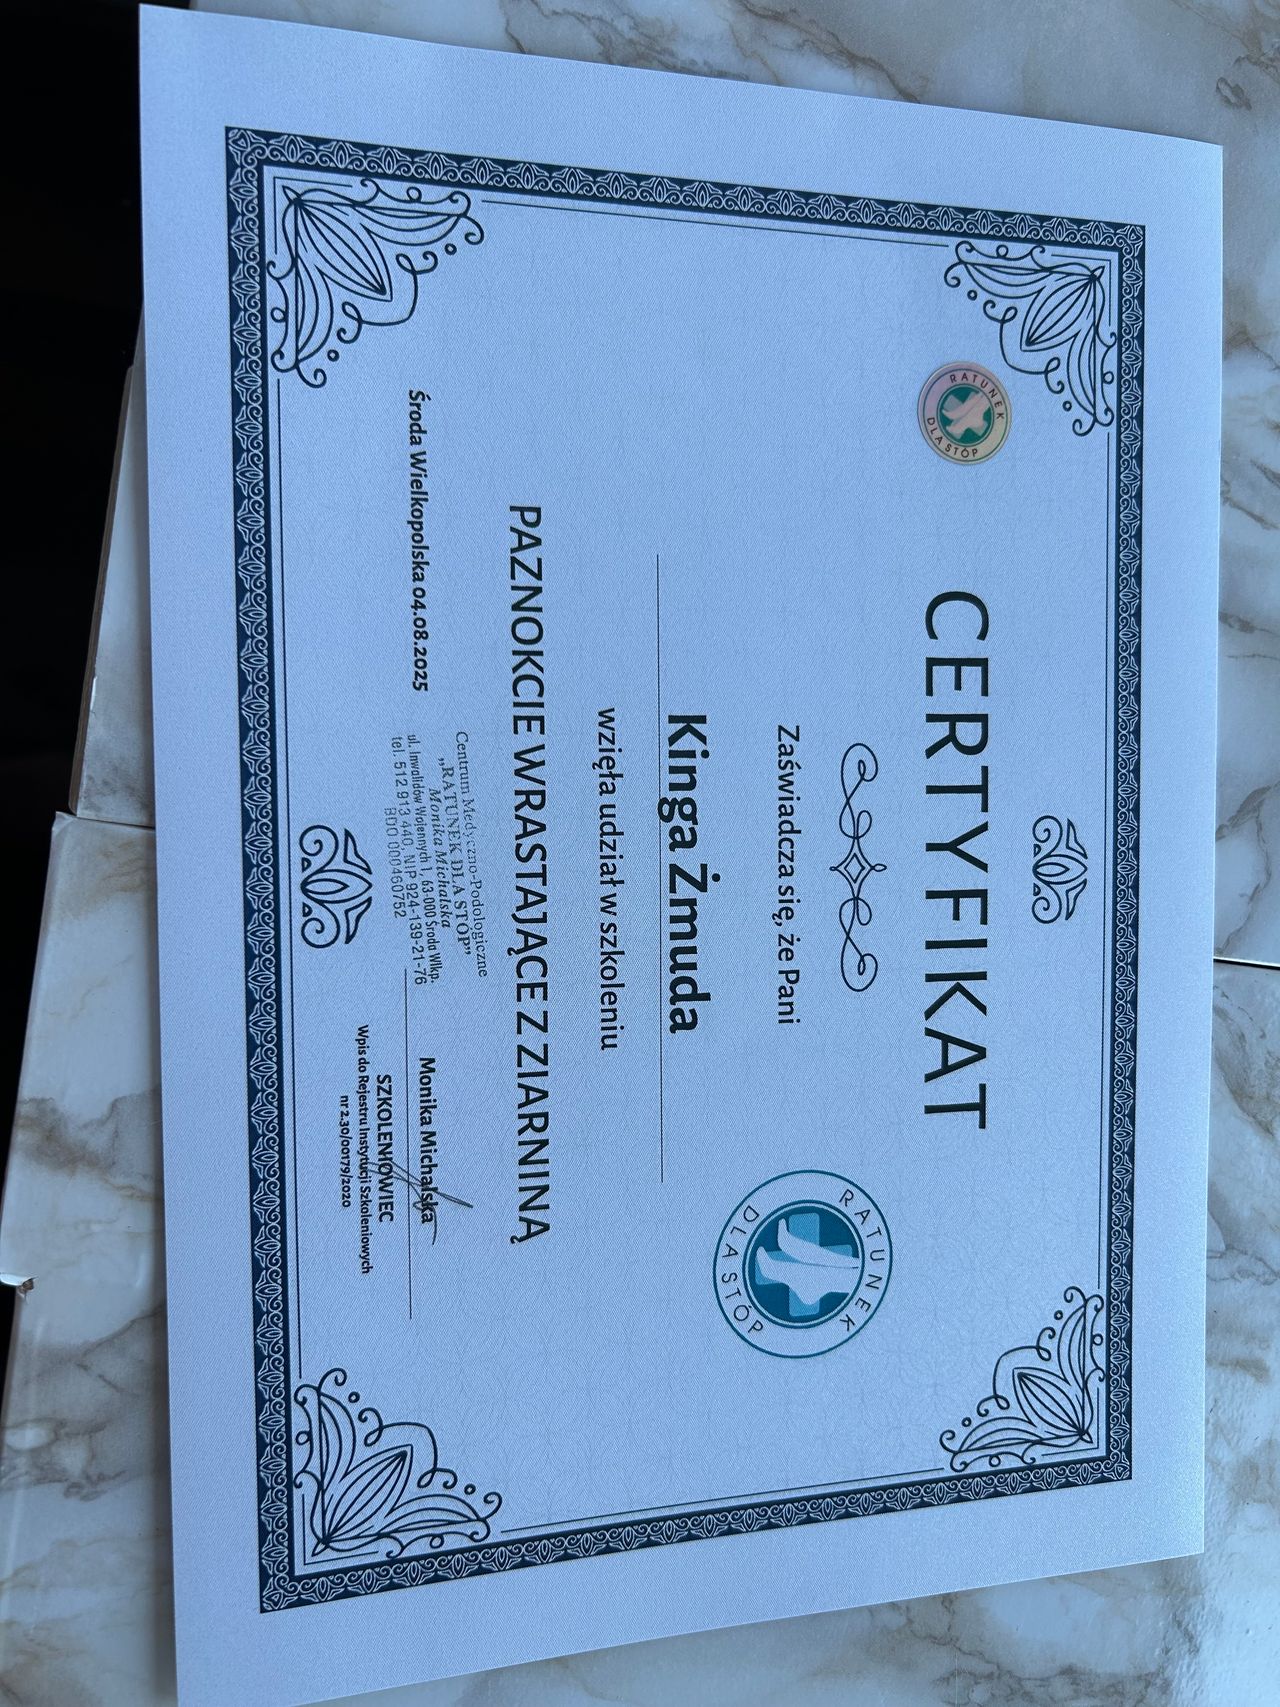 CERTYFIKAT
RATUNEK
DLA STÓP
Zaświadcza się, że Pani
RATUNEK
DLA STÓP
Kinga Żmuda
wzięła udział w szkoleniu
PAZNOKCIE WRASTAJĄCE Z ZIARNINĄ
Środa Wielkopolska 04.08.2025
Centrum Medyczno-Podologiczne
„RATUNEK DLA STÓP”
Monika Michalska
ul. Inwalidów Wojennych 1, 63-000 Środa Wlkp.
tel. 512 913 440, NIP 924-139-21-76
BDO 000460752
Monika Michalska
SZKOLENIOWIEC
Wpis do Rejestru Instytucji Szkoleniowych
nr 2.30/00179/2020